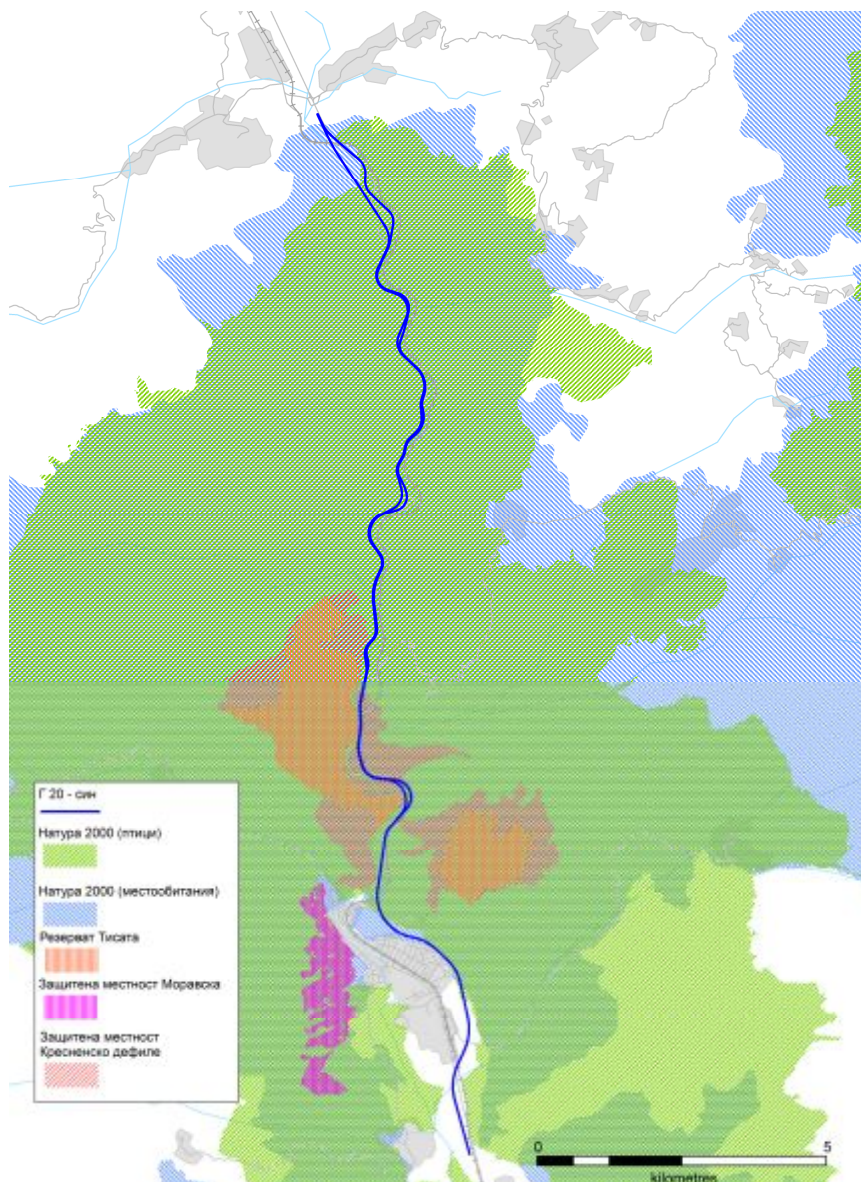 Г 20 - син
Натура 2000 (птици)
Натура 2000 (местообитания)
Резерват Тисата
Защитена местност Моравска
Защитена местност
Кресненско дефиле
0 5
kilometres